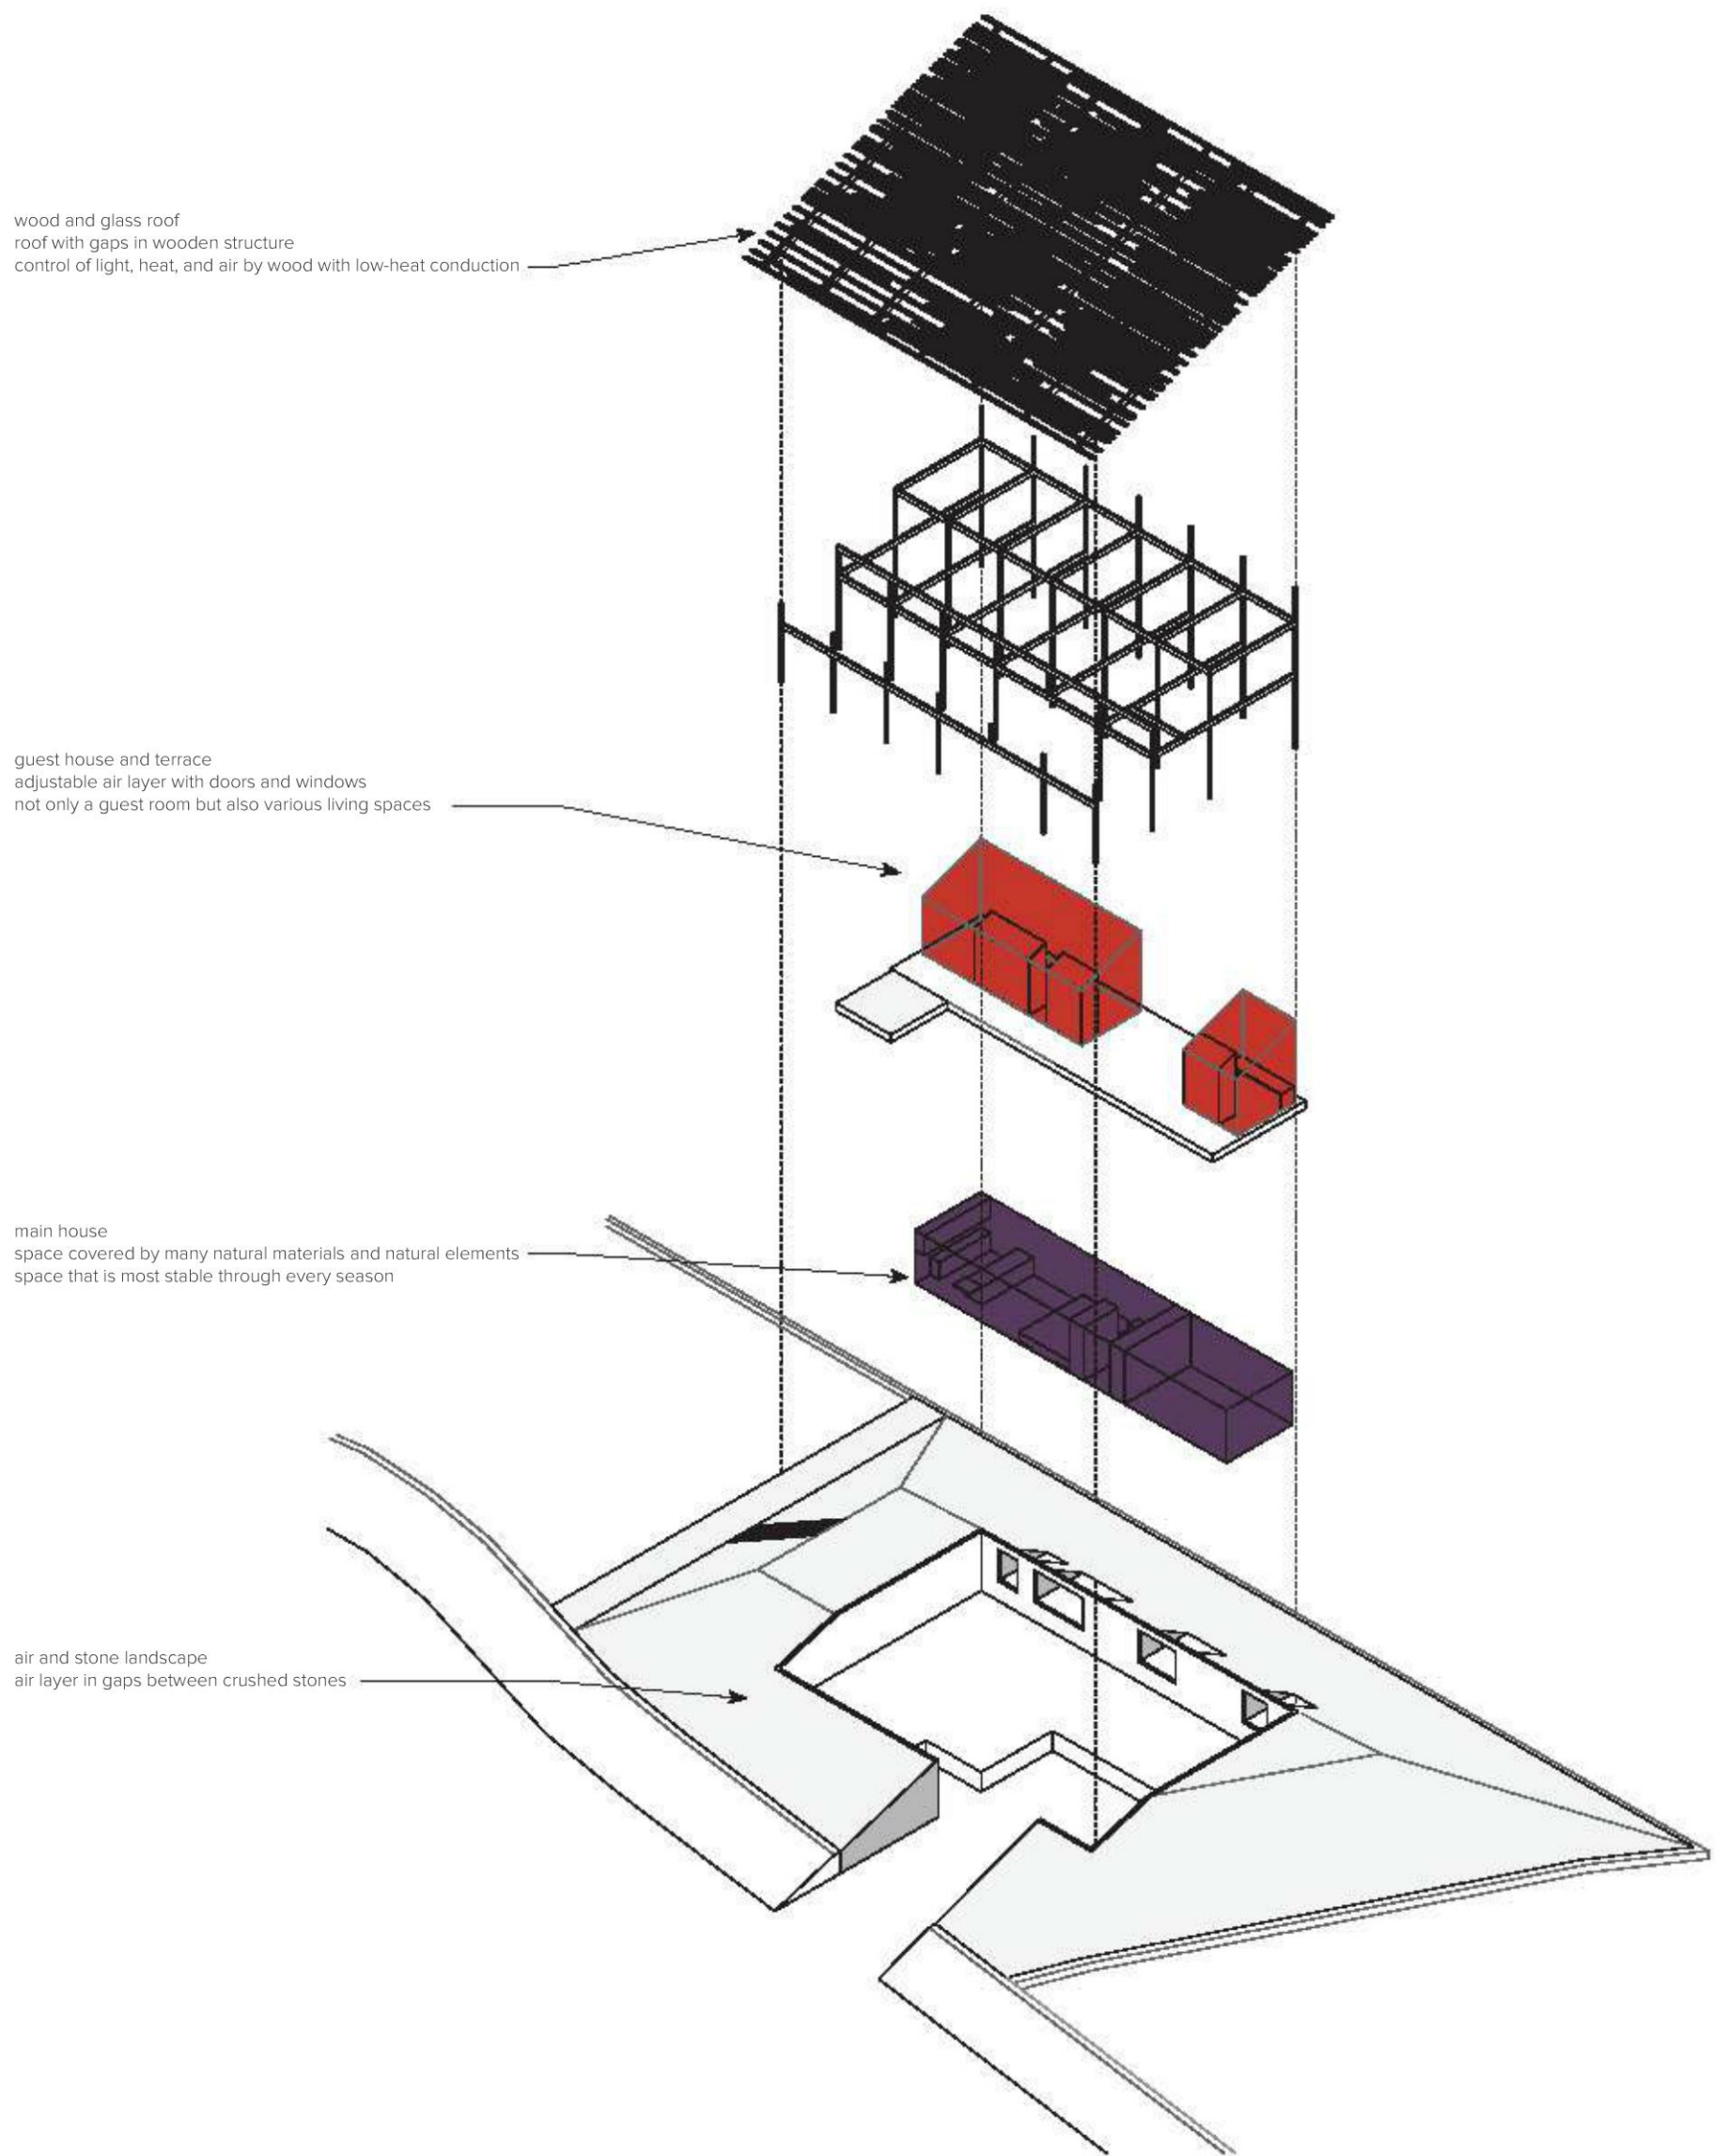 wood and glass roof
roof with gaps in wooden structure
control of light, heat, and air by wood with low-heat conduction
guest house and terrace
adjustable air layer with doors and windows
not only a guest room but also various living spaces
main house
space covered by many natural materials and natural elements
space that is most stable through every season
air and stone landscape
air layer in gaps between crushed stones